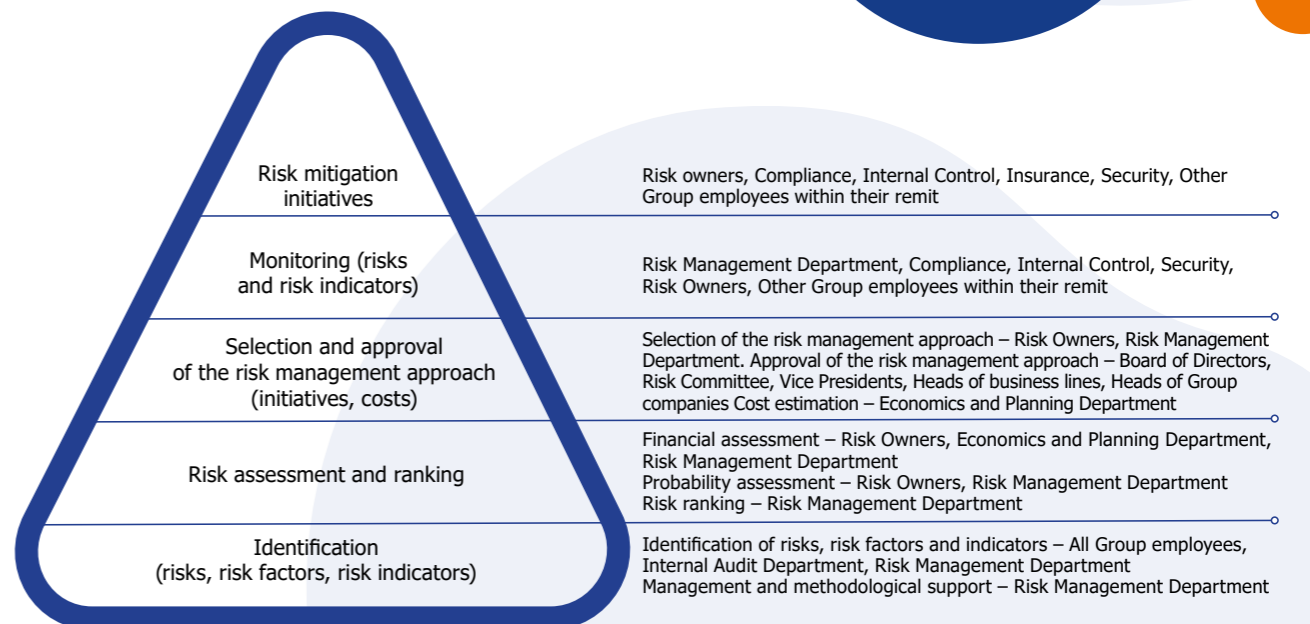 Risk mitigation
initiatives
Risk owners, Compliance, Internal Control, Insurance, Security, Other
Group employees within their remit
Monitoring (risks
and risk indicators)
Risk Management Department, Compliance, Internal Control, Security,
Risk Owners, Other Group employees within their remit
Selection and approval
of the risk management approach
(initiatives, costs)
Selection of the risk management approach – Risk Owners, Risk Management
Department. Approval of the risk management approach – Board of Directors,
Risk Committee, Vice Presidents, Heads of business lines, Heads of Group
companies Cost estimation – Economics and Planning Department
Risk assessment and ranking
Financial assessment – Risk Owners, Economics and Planning Department,
Risk Management Department
Probability assessment – Risk Owners, Risk Management Department
Risk ranking – Risk Management Department
Identification
(risks, risk factors, risk indicators)
Identification of risks, risk factors and indicators – All Group employees,
Internal Audit Department, Risk Management Department
Management and methodological support – Risk Management Department